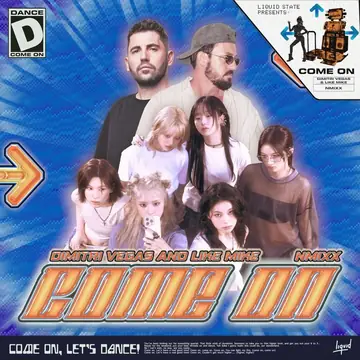 DANCE
D
COME ON
LIQUID STATE
PRESENTS:
COME ON
DIMITRI VEGAS
& LIKE MIKE
NMIXX
DIMITRI VEGAS AND LIKE MIKE NMIXX
COME ON
COME ON, LET'S DANCE!
liquid